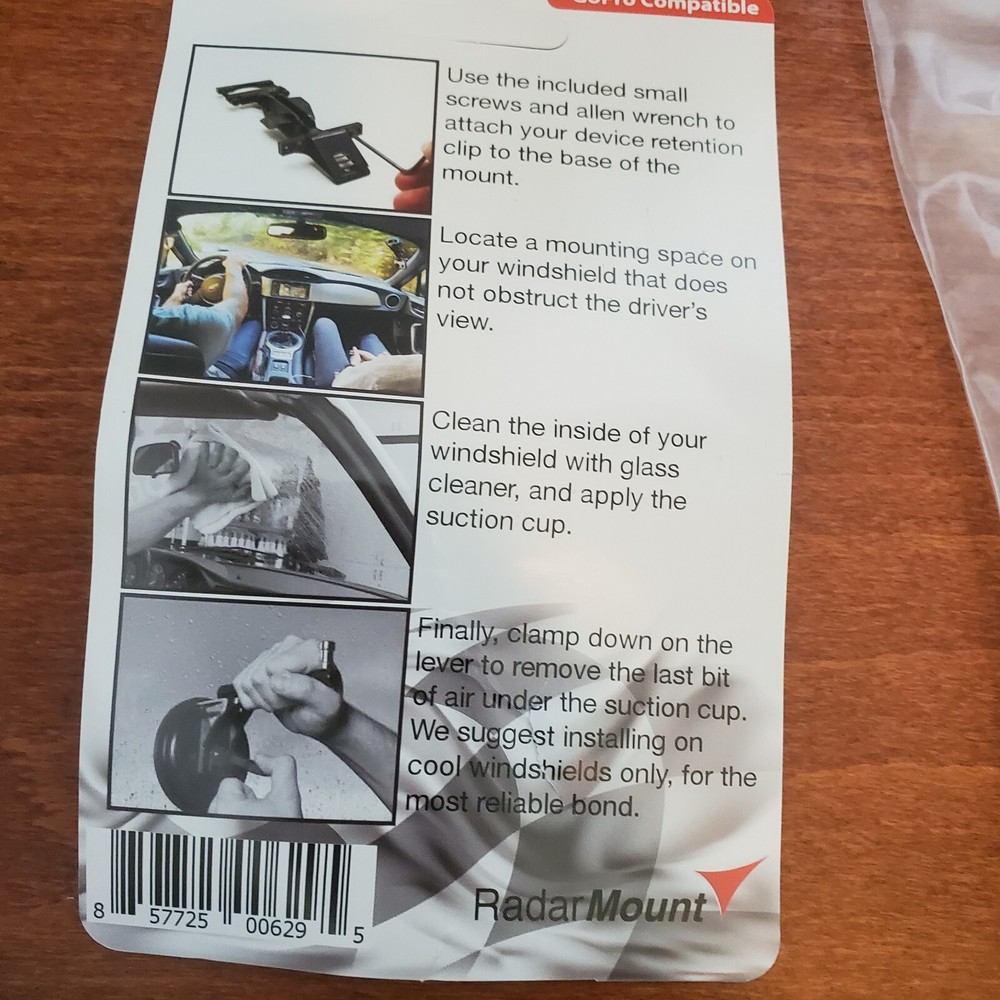 GoPro Compatible
Use the included small
screws and allen wrench to
attach your device retention
clip to the base of the
mount.
Locate a mounting space on
your windshield that does
not obstruct the driver's
view.
Clean the inside of your
windshield with glass
cleaner, and apply the
suction cup.
Finally, clamp down on the
lever to remove the last bit
of air under the suction cup.
We suggest installing on
cool windshields only, for the
most reliable bond.
RadarMount
8 57725 00629 5